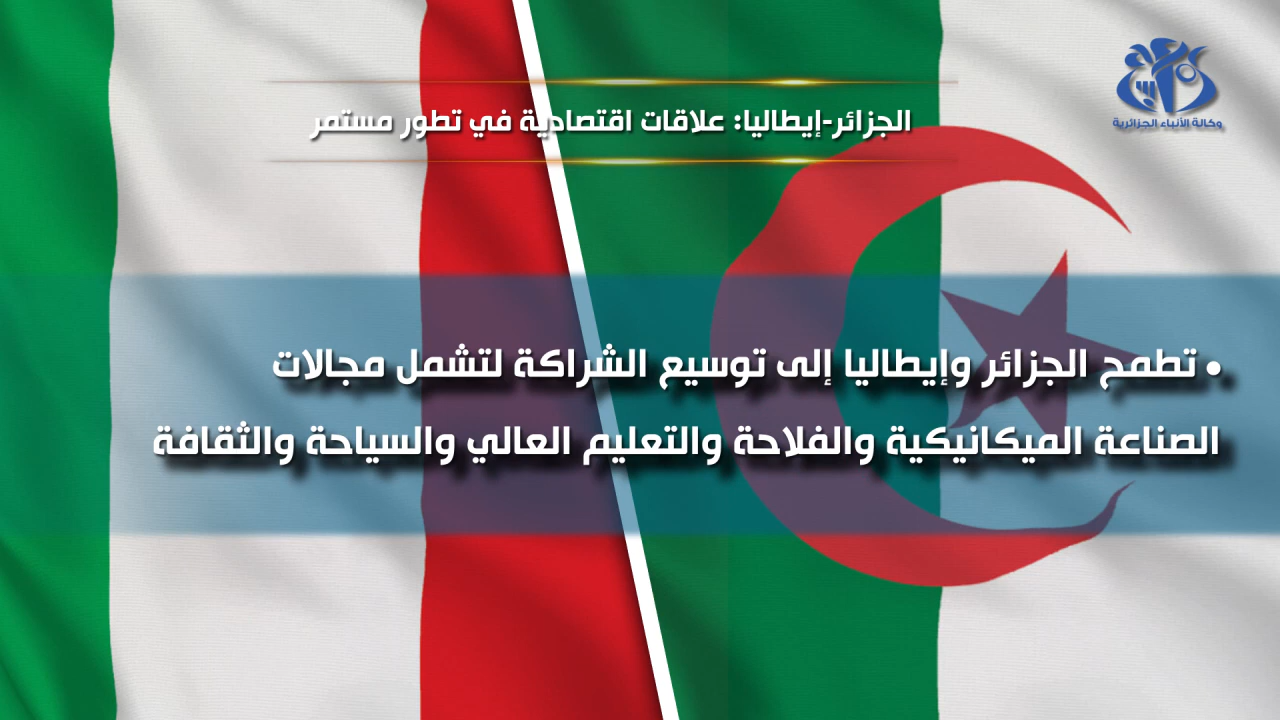 وكالة الأنباء الجزائرية
الجزائر-إيطاليا: علاقات اقتصادية في تطور مستمر
• تطمح الجزائر وإيطاليا إلى توسيع الشراكة لتشمل مجالات
الصناعة الميكانيكية والفلاحة والتعليم العالي والسياحة والثقافة